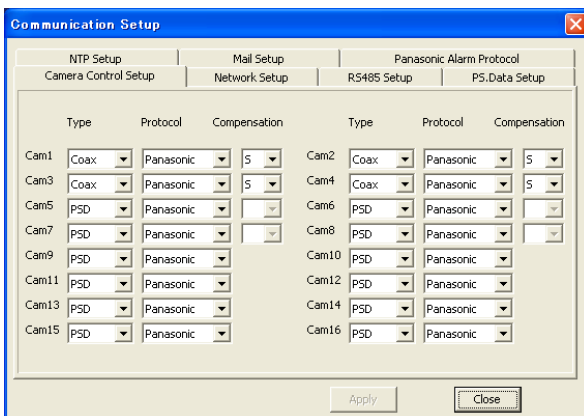 Communication Setup
NTP Setup Mail Setup Panasonic Alarm Protocol
Camera Control Setup Network Setup RS485 Setup PS.Data Setup
Type Protocol Compensation Type Protocol Compensation
Cam1 Coax Panasonic S Cam2 Coax Panasonic S
Cam3 Coax Panasonic S Cam4 Coax Panasonic S
Cam5 PSD Panasonic Cam6 PSD Panasonic
Cam7 PSD Panasonic Cam8 PSD Panasonic
Cam9 PSD Panasonic Cam10 PSD Panasonic
Cam11 PSD Panasonic Cam12 PSD Panasonic
Cam13 PSD Panasonic Cam14 PSD Panasonic
Cam15 PSD Panasonic Cam16 PSD Panasonic
Apply Close